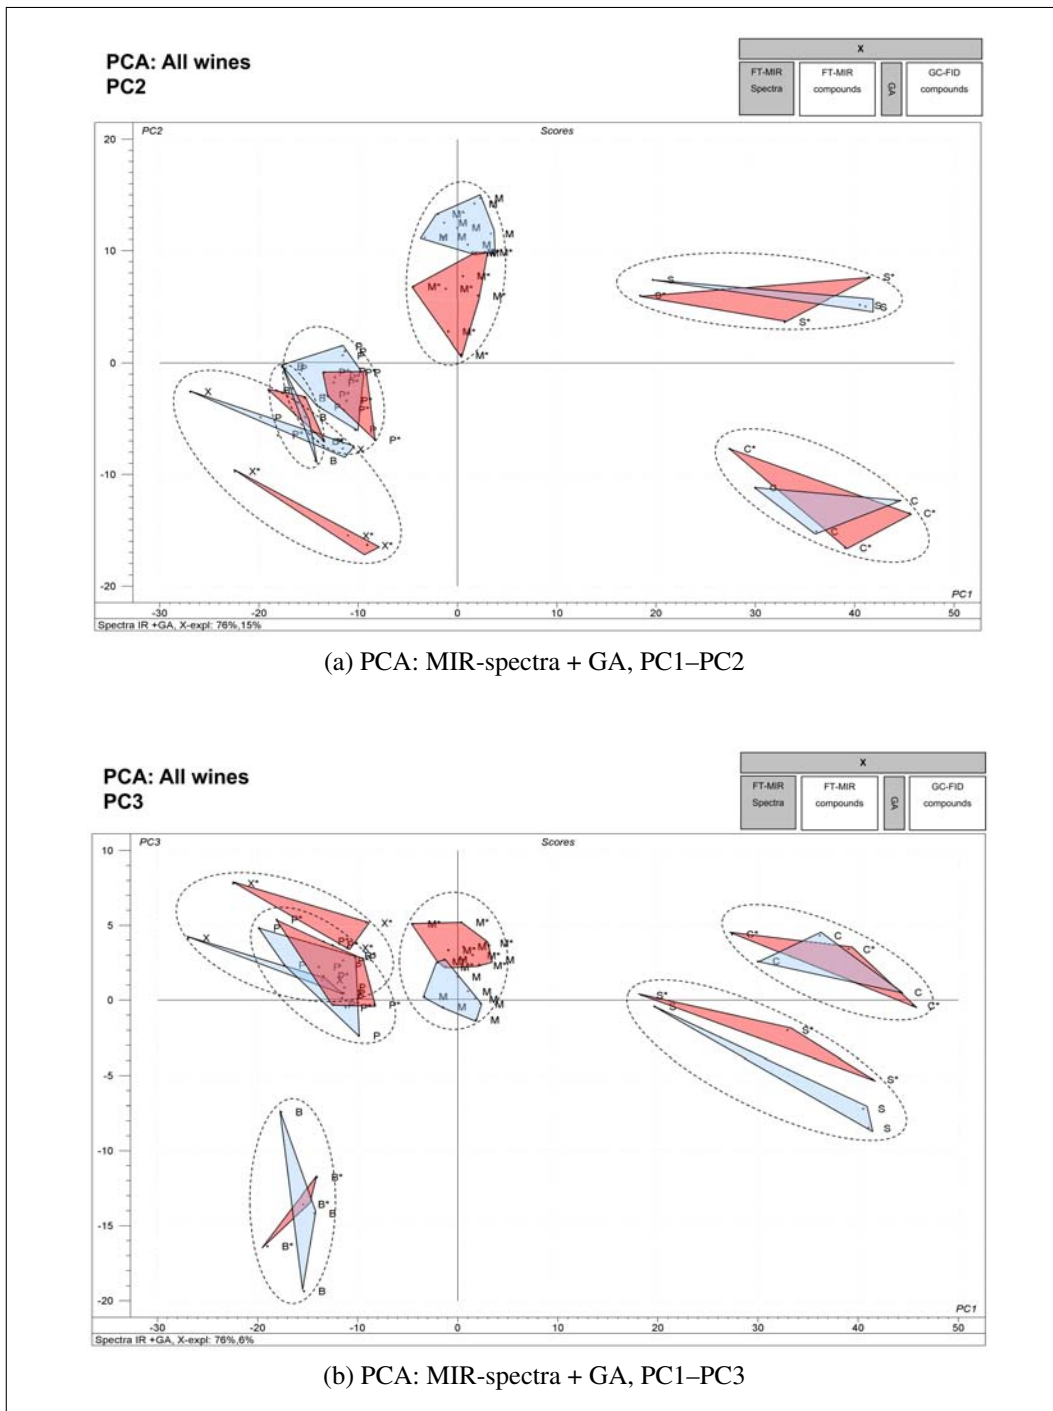 PCA: All wines
PC2
X
FT-MIR
Spectra
FT-MIR
compounds
GA
GC-FID
compounds
PC2
Scores
20
10
0
-10
-20
M
M
M*
M
M
M
M
M
M
M
M*
M*
M*
M*
M*
M*
M*
S
S*
S*
S
S
S*
P
P
P*
P
P
P
P*
B
B
X
X
X*
X*
X*
C*
C
C
C*
C
C*
-30
-20
-10
0
10
20
30
40
50
PC1
Spectra IR +GA, X-expl: 76%,15%
(a) PCA: MIR-spectra + GA, PC1–PC2
PCA: All wines
PC3
X
FT-MIR
Spectra
FT-MIR
compounds
GA
GC-FID
compounds
PC3
Scores
10
5
0
-5
-10
-15
-20
X*
X*
X
P*
P
X*
P
P
P*
P
M*
M*
M*
M*
M*
M*
M
M
M
M
M
M
M
C*
C
C*
C
C
C*
S*
S
S*
S*
S
S
B
B*
B*
B
B*
B
-30
-20
-10
0
10
20
30
40
50
PC1
Spectra IR +GA, X-expl: 76%,6%
(b) PCA: MIR-spectra + GA, PC1–PC3